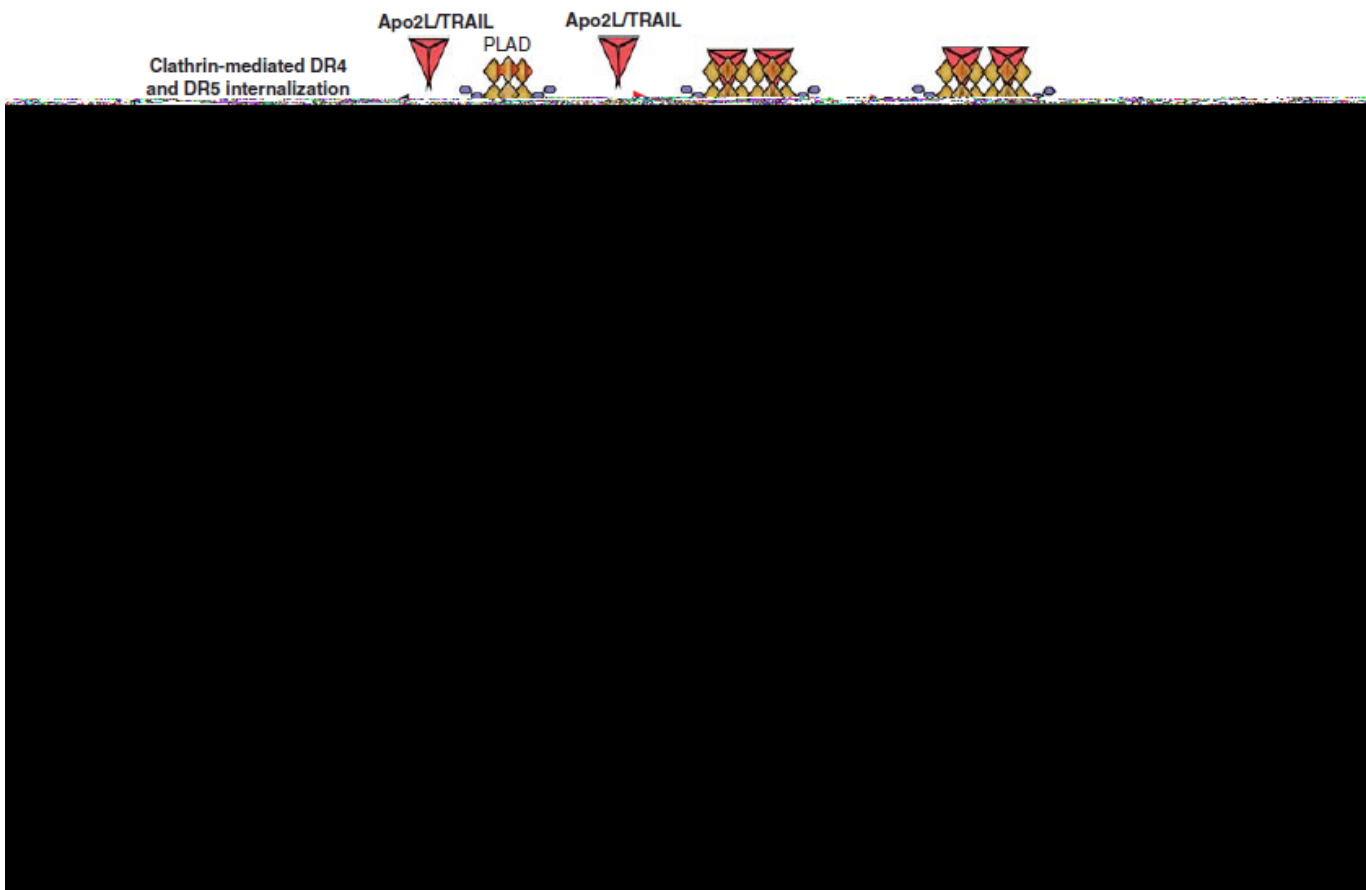 Apo2L/TRAIL
Apo2L/TRAIL
PLAD
Clathrin-mediated DR4
and DR5 internalization